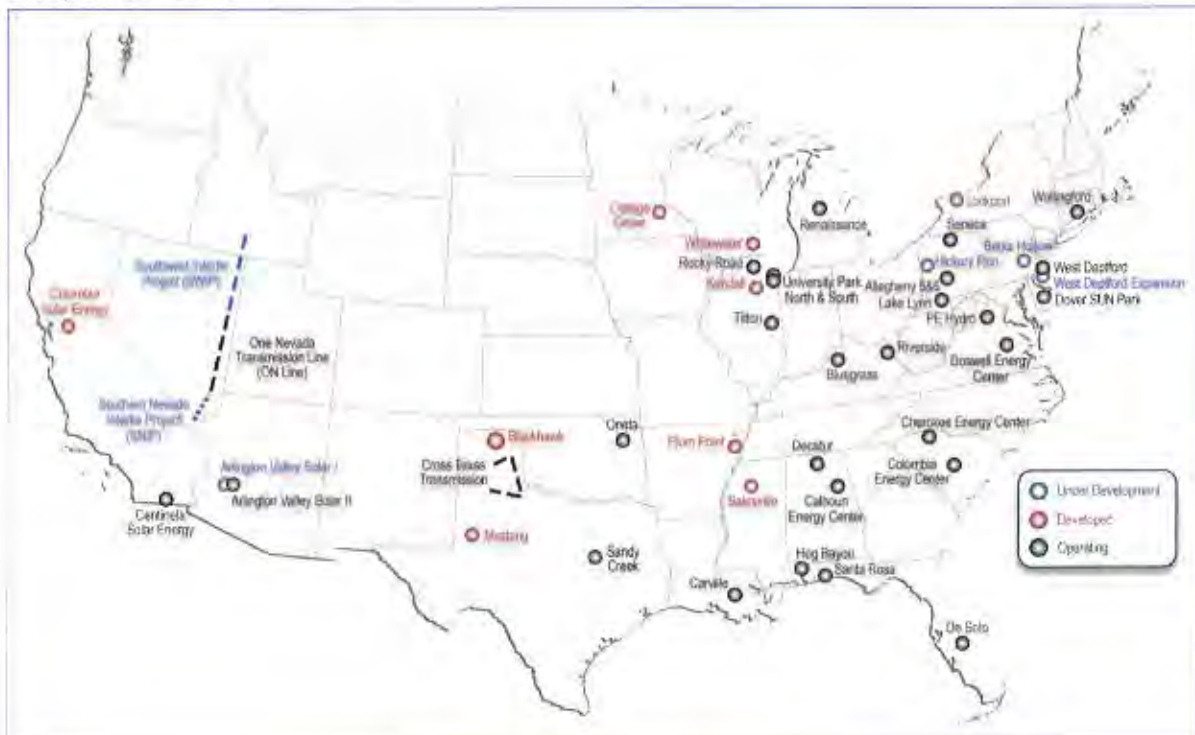 Cottage
Grove
Renaissance
Lockport
Wallingford
Seneca
Whitewater
Rocky Road
Kendall
University Park
North & South
Hickory Run
Allegheny 5&6
Lake Lynn
West Deptford
West Deptford Expansion
Dover SUN Park
PE Hydro
Tilton
Southwest Intertie
Project (SWIP)
Solar Energy
One Nevada
Transmission Line
(ON Line)
Bluegrass
Riverside
Doswell Energy
Center
Southern Nevada
Intertie Project
(SNIP)
Blackhawk
Oneta
Cross Texas
Transmission
Plum Point
Decatur
Cherokee Energy Center
Columbia
Energy Center
Arlington Valley Solar I
Arlington Valley Solar II
Centinela
Solar Energy
Batesville
Calhoun
Energy Center
Under Development
Developed
Operating
Mustang
Sandy
Creek
Hog Bayou
Santa Rosa
Carville
De Soto